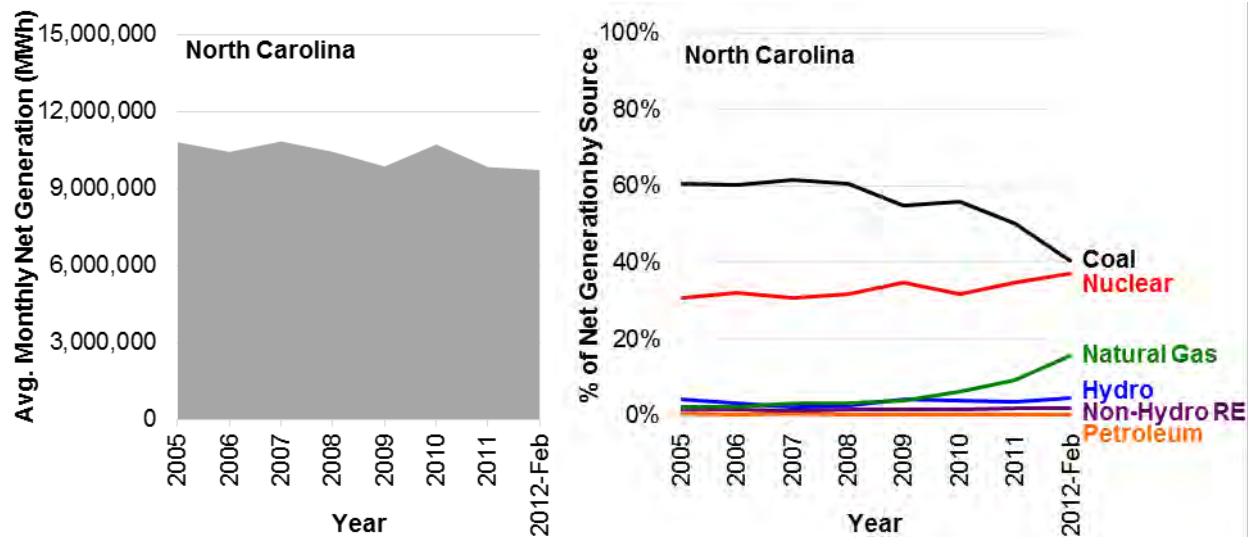 Avg. Monthly Net Generation (MWh)
15,000,000
12,000,000
9,000,000
6,000,000
3,000,000
0
North Carolina
2005
2006
2007
2008
2009
2010
2011
2012-Feb
Year
% of Net Generation by Source
100%
80%
60%
40%
20%
0%
North Carolina
Coal
Nuclear
Natural Gas
Hydro
Non-Hydro RE
Petroleum
2005
2006
2007
2008
2009
2010
2011
2012-Feb
Year